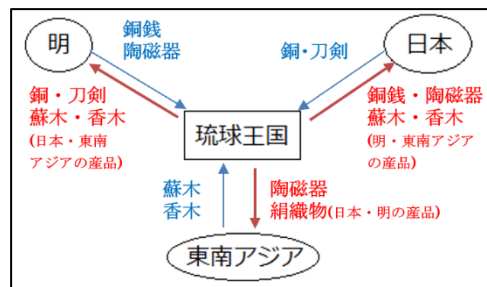 明
銅銭
陶磁器
銅・刀剣
日本
銅・刀剣
蘇木・香木
(日本・東南
アジアの産品)
銅銭・陶磁器
蘇木・香木
(明・東南アジア
の産品)
琉球王国
蘇木
香木
陶磁器
絹織物(日本・明の産品)
東南アジア